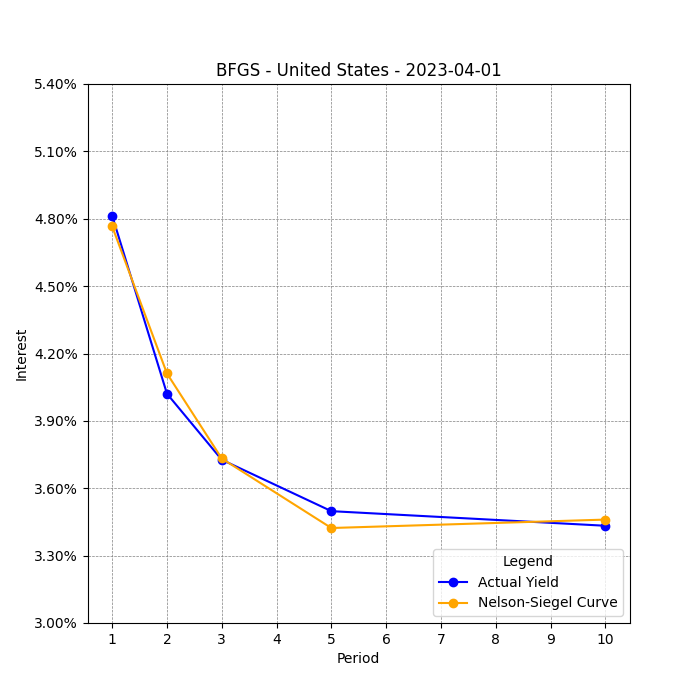 BFGS - United States - 2023-04-01
5.40%
5.10%
4.80%
4.50%
4.20%
3.90%
3.60%
3.30%
3.00%
Interest
Legend
Actual Yield
Nelson-Siegel Curve
1 2 3 4 5 6 7 8 9 10
Period